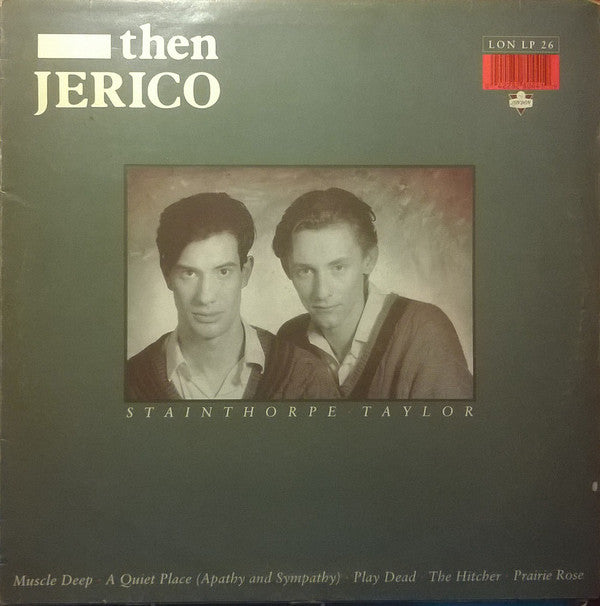 then
JERICO
LON LP 26
LONDON
STAINTHORPE · TAYLOR
Muscle Deep · A Quiet Place (Apathy and Sympathy) · Play Dead · The Hitcher · Prairie Rose